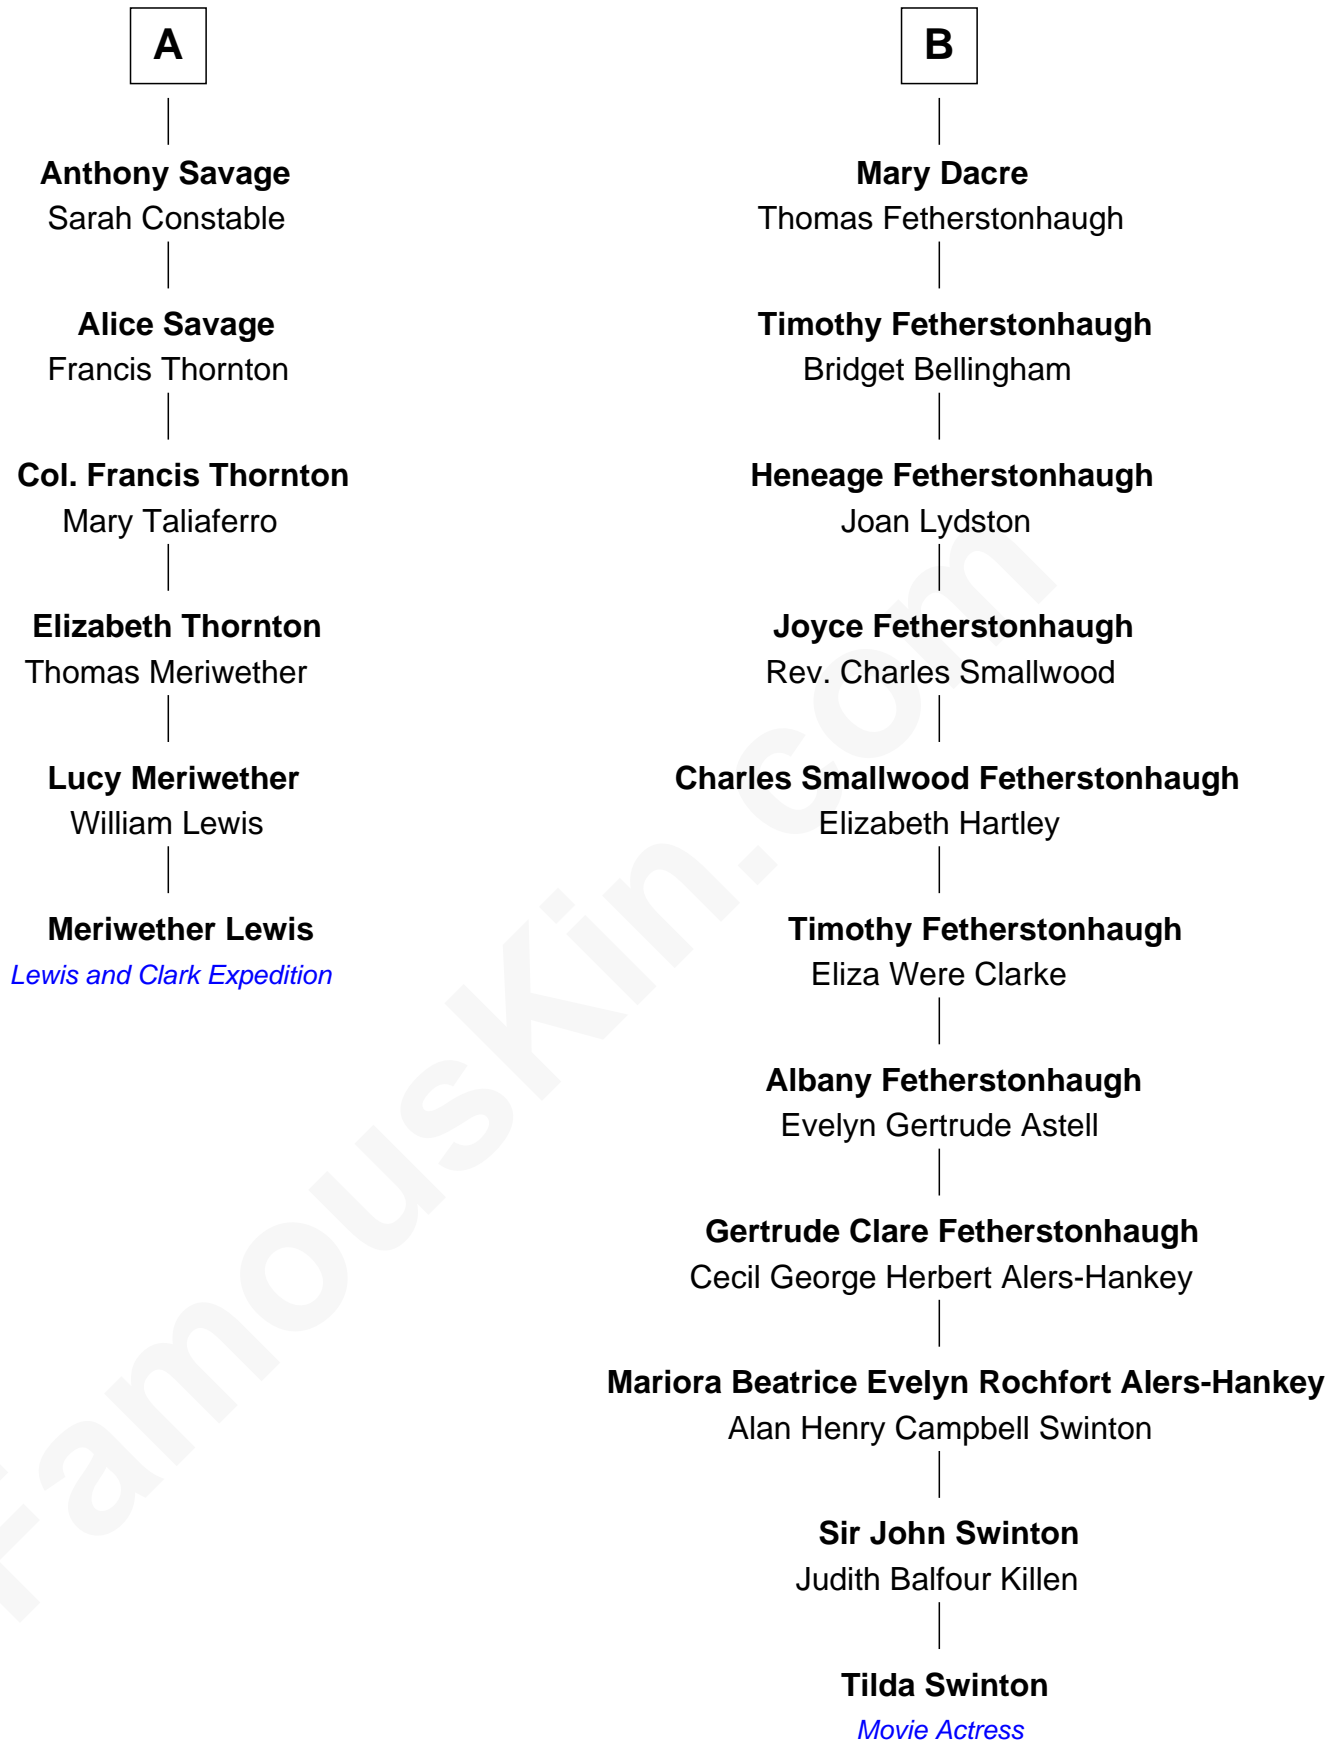 A
Anthony Savage
Sarah Constable
Alice Savage
Francis Thornton
Col. Francis Thornton
Mary Taliaferro
Elizabeth Thornton
Thomas Meriwether
Lucy Meriwether
William Lewis
Meriwether Lewis
Lewis and Clark Expedition
B
Mary Dacre
Thomas Fetherstonhaugh
Timothy Fetherstonhaugh
Bridget Bellingham
Heneage Fetherstonhaugh
Joan Lydston
Joyce Fetherstonhaugh
Rev. Charles Smallwood
Charles Smallwood Fetherstonhaugh
Elizabeth Hartley
Timothy Fetherstonhaugh
Eliza Were Clarke
Albany Fetherstonhaugh
Evelyn Gertrude Astell
Gertrude Clare Fetherstonhaugh
Cecil George Herbert Alers-Hankey
Mariora Beatrice Evelyn Rochfort Alers-Hankey
Alan Henry Campbell Swinton
Sir John Swinton
Judith Balfour Killen
Tilda Swinton
Movie Actress
FamousKin.com